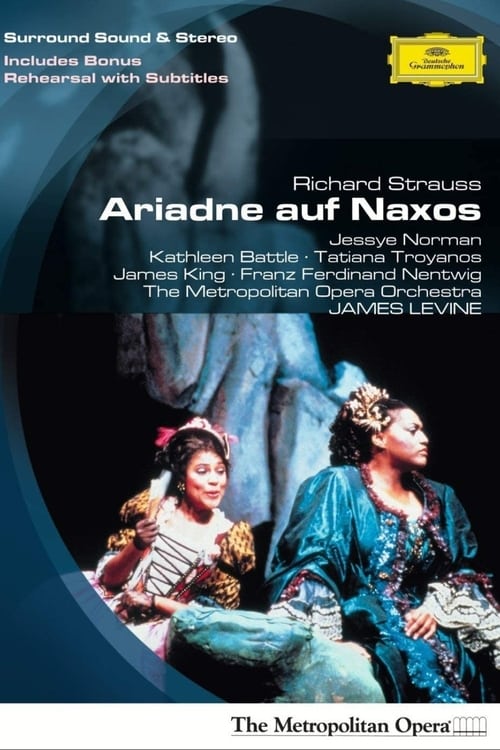 Surround Sound & Stereo
Includes Bonus
Rehearsal with Subtitles
Deutsche
Grammophon
Richard Strauss
Ariadne auf Naxos
Jessye Norman
Kathleen Battle · Tatiana Troyanos
James King · Franz Ferdinand Nentwig
The Metropolitan Opera Orchestra
JAMES LEVINE
The Metropolitan Opera